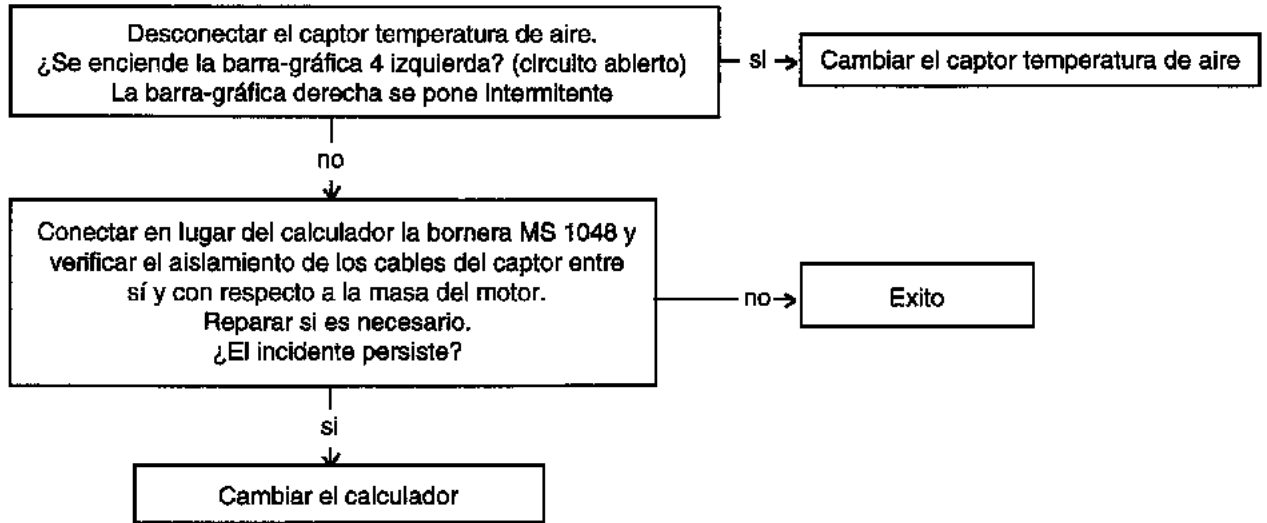 Desconectar el captor temperatura de aire.
¿Se enciende la barra-gráfica 4 izquierda? (circuito abierto)
La barra-gráfica derecha se pone intermitente
si
Cambiar el captor temperatura de aire
no
Conectar en lugar del calculador la bornera MS 1048 y
verificar el aislamiento de los cables del captor entre
sí y con respecto a la masa del motor.
Reparar si es necesario.
¿El incidente persiste?
no
Exito
si
Cambiar el calculador